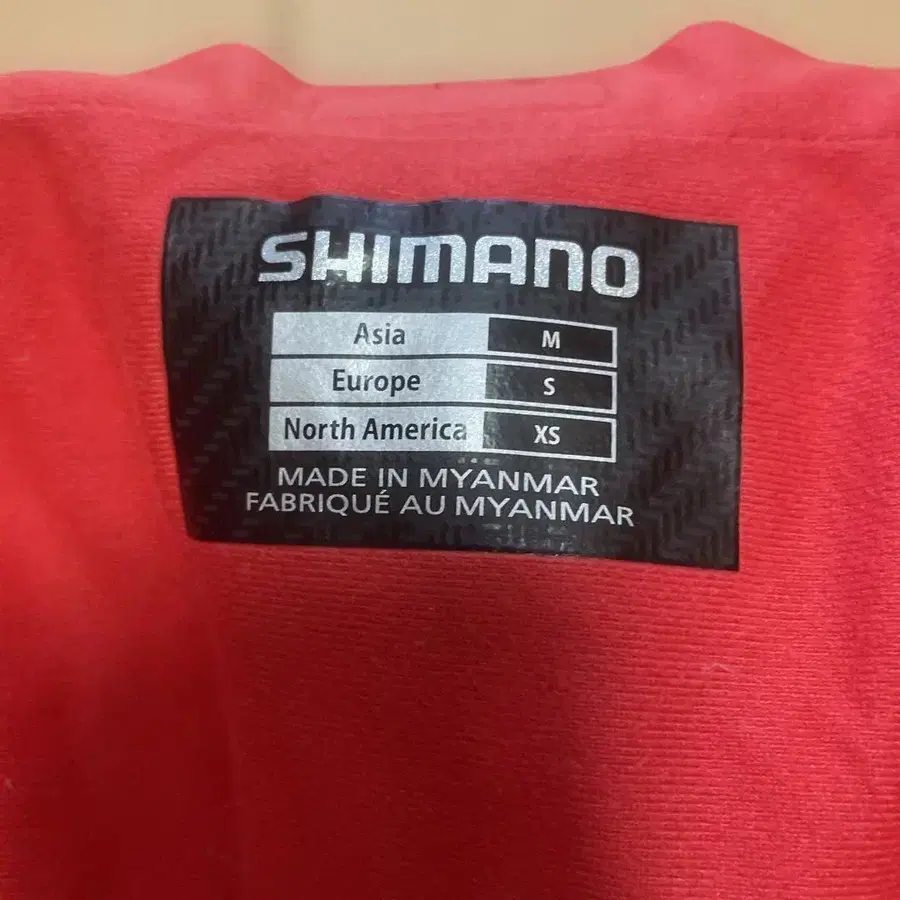 SHIMANO
Asia M
Europe S
North America XS
MADE IN MYANMAR
FABRIQUÉ AU MYANMAR